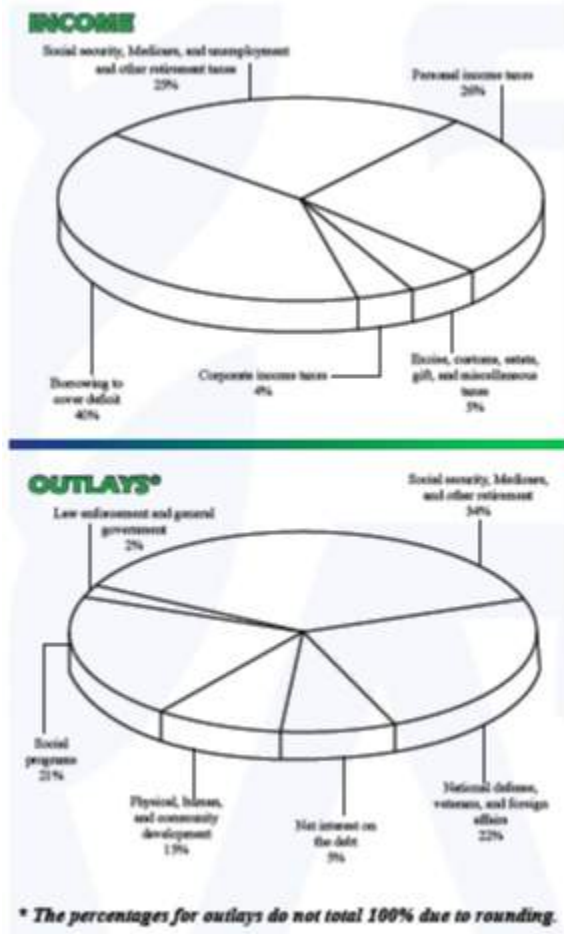 INCOME
Social security, Medicare, and unemployment
and other retirement taxes
25%
Personal income taxes
26%
Borrowing to
cover deficit
40%
Corporate income taxes
4%
Excise, customs, estate,
gift, and miscellaneous
taxes
5%
OUTLAYS*
Social security, Medicare,
and other retirement
34%
Law enforcement and general
government
2%
Social
programs
21%
Physical, human,
and community
development
15%
Net interest on
the debt
5%
National defense,
veterans, and foreign
affairs
22%
* The percentages for outlays do not total 100% due to rounding.